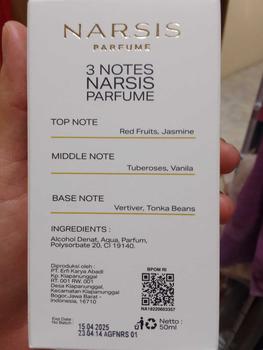 NARSIS
PARFUME
3 NOTES
NARSIS
PARFUME
TOP NOTE
Red Fruits, Jasmine
MIDDLE NOTE
Tuberoses, Vanila
BASE NOTE
Vertiver, Tonka Beans
INGREDIENTS :
Alcohol Denat, Aqua, Parfum,
Polysorbate 20, CI 19140.
Diproduksi oleh :
PT. Erfi Karya Abadi
Kp. Klapanunggal
RT. 001 RW. 001
Desa Klapanunggal,
Kecamatan Klapanunggal
Bogor, Jawa Barat -
Indonesia, 16710
BPOM RI
NA18220603357
Netto :
50ml
Exp Date :
No Batch :
15 04 2025
23 04 14 AGFNRS 01